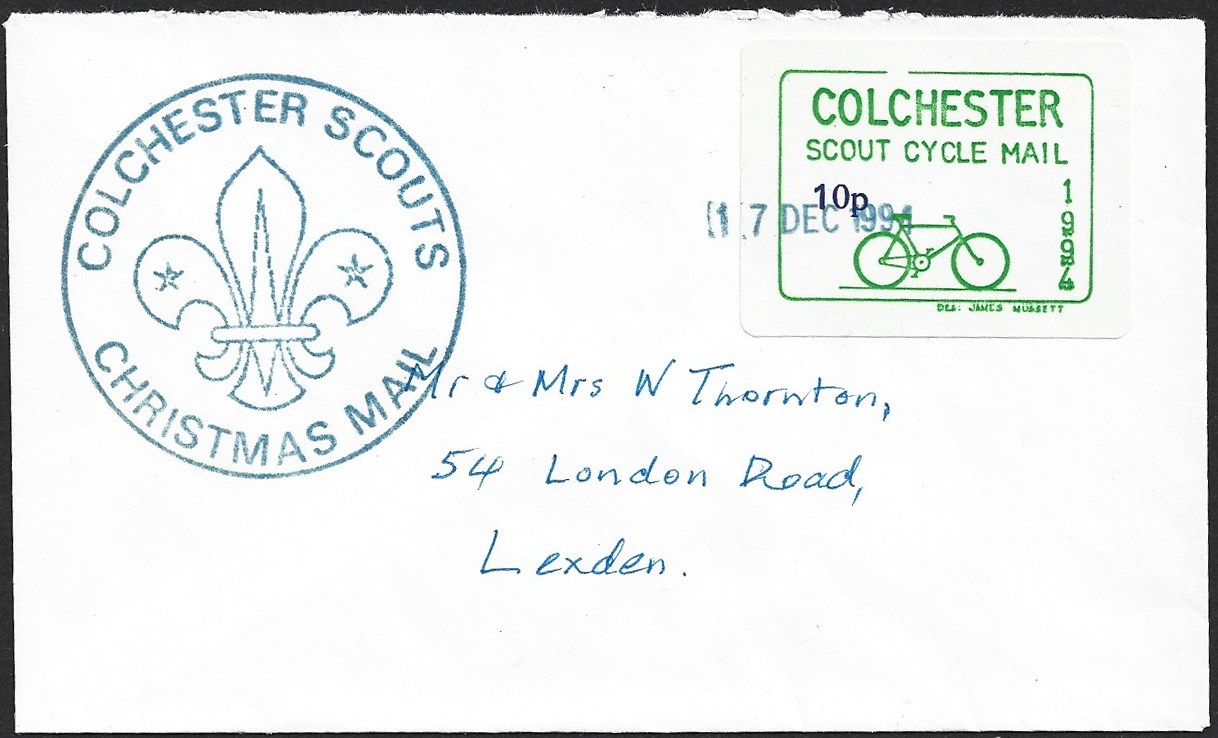 COLCHESTER SCOUTS
CHRISTMAS MAIL
COLCHESTER
SCOUT CYCLE MAIL
10p
1994
17 DEC 1994
DES: JAMES MUSSETT
Mr & Mrs W Thornton,
54 London Road,
Lexden.